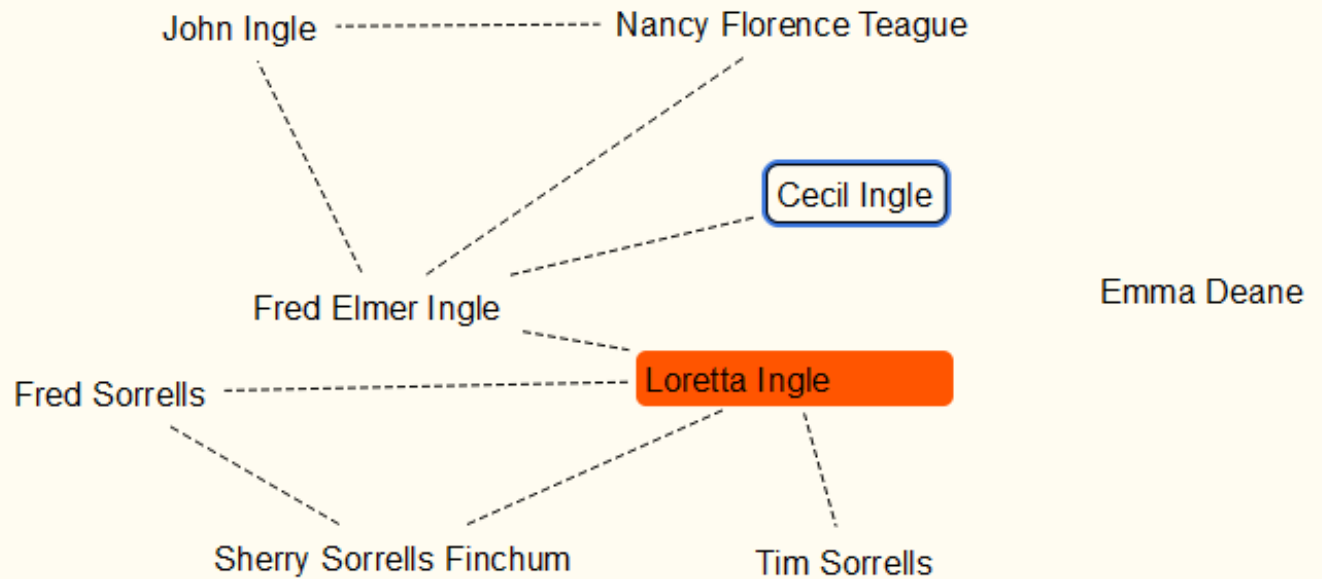 John Ingle
Nancy Florence Teague
Cecil Ingle
Emma Deane
Fred Elmer Ingle
Loretta Ingle
Fred Sorrells
Sherry Sorrells Finchum
Tim Sorrells